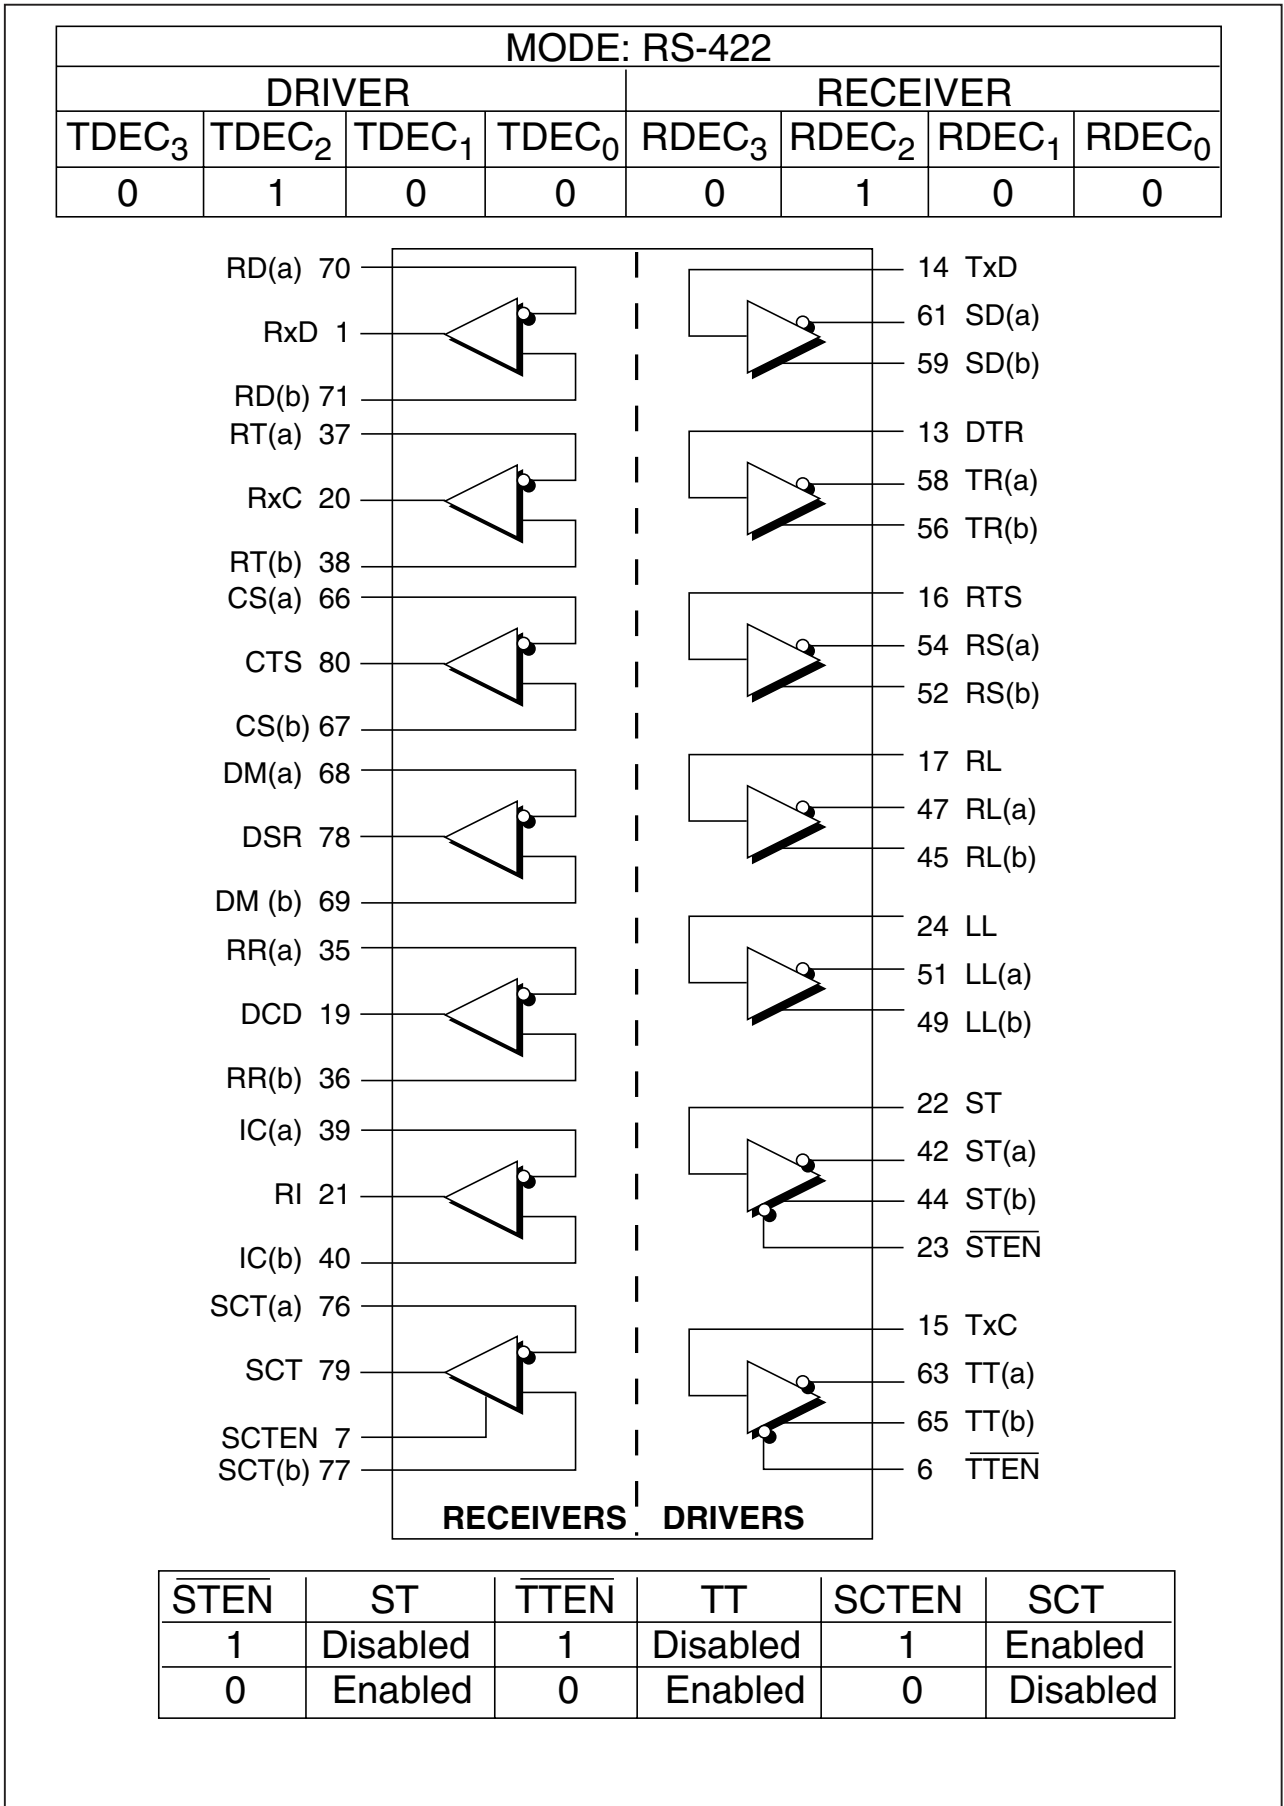 MODE: RS-422
DRIVER RECEIVER
TDEC3 TDEC2 TDEC1 TDEC0 RDEC3 RDEC2 RDEC1 RDEC0
0 1 0 0 0 1 0 0
RD(a) 70
RxD 1
RD(b) 71
RT(a) 37
RxC 20
RT(b) 38
CS(a) 66
CTS 80
CS(b) 67
DM(a) 68
DSR 78
DM (b) 69
RR(a) 35
DCD 19
RR(b) 36
IC(a) 39
RI 21
IC(b) 40
SCT(a) 76
SCT 79
SCTEN 7
SCT(b) 77
14 TxD
61 SD(a)
59 SD(b)
13 DTR
58 TR(a)
56 TR(b)
16 RTS
54 RS(a)
52 RS(b)
17 RL
47 RL(a)
45 RL(b)
24 LL
51 LL(a)
49 LL(b)
22 ST
42 ST(a)
44 ST(b)
23 S̅T̅E̅N̅
15 TxC
63 TT(a)
65 TT(b)
6 T̅T̅E̅N̅
RECEIVERS DRIVERS
S̅T̅E̅N̅ ST T̅T̅E̅N̅ TT SCTEN SCT
1 Disabled 1 Disabled 1 Enabled
0 Enabled 0 Enabled 0 Disabled